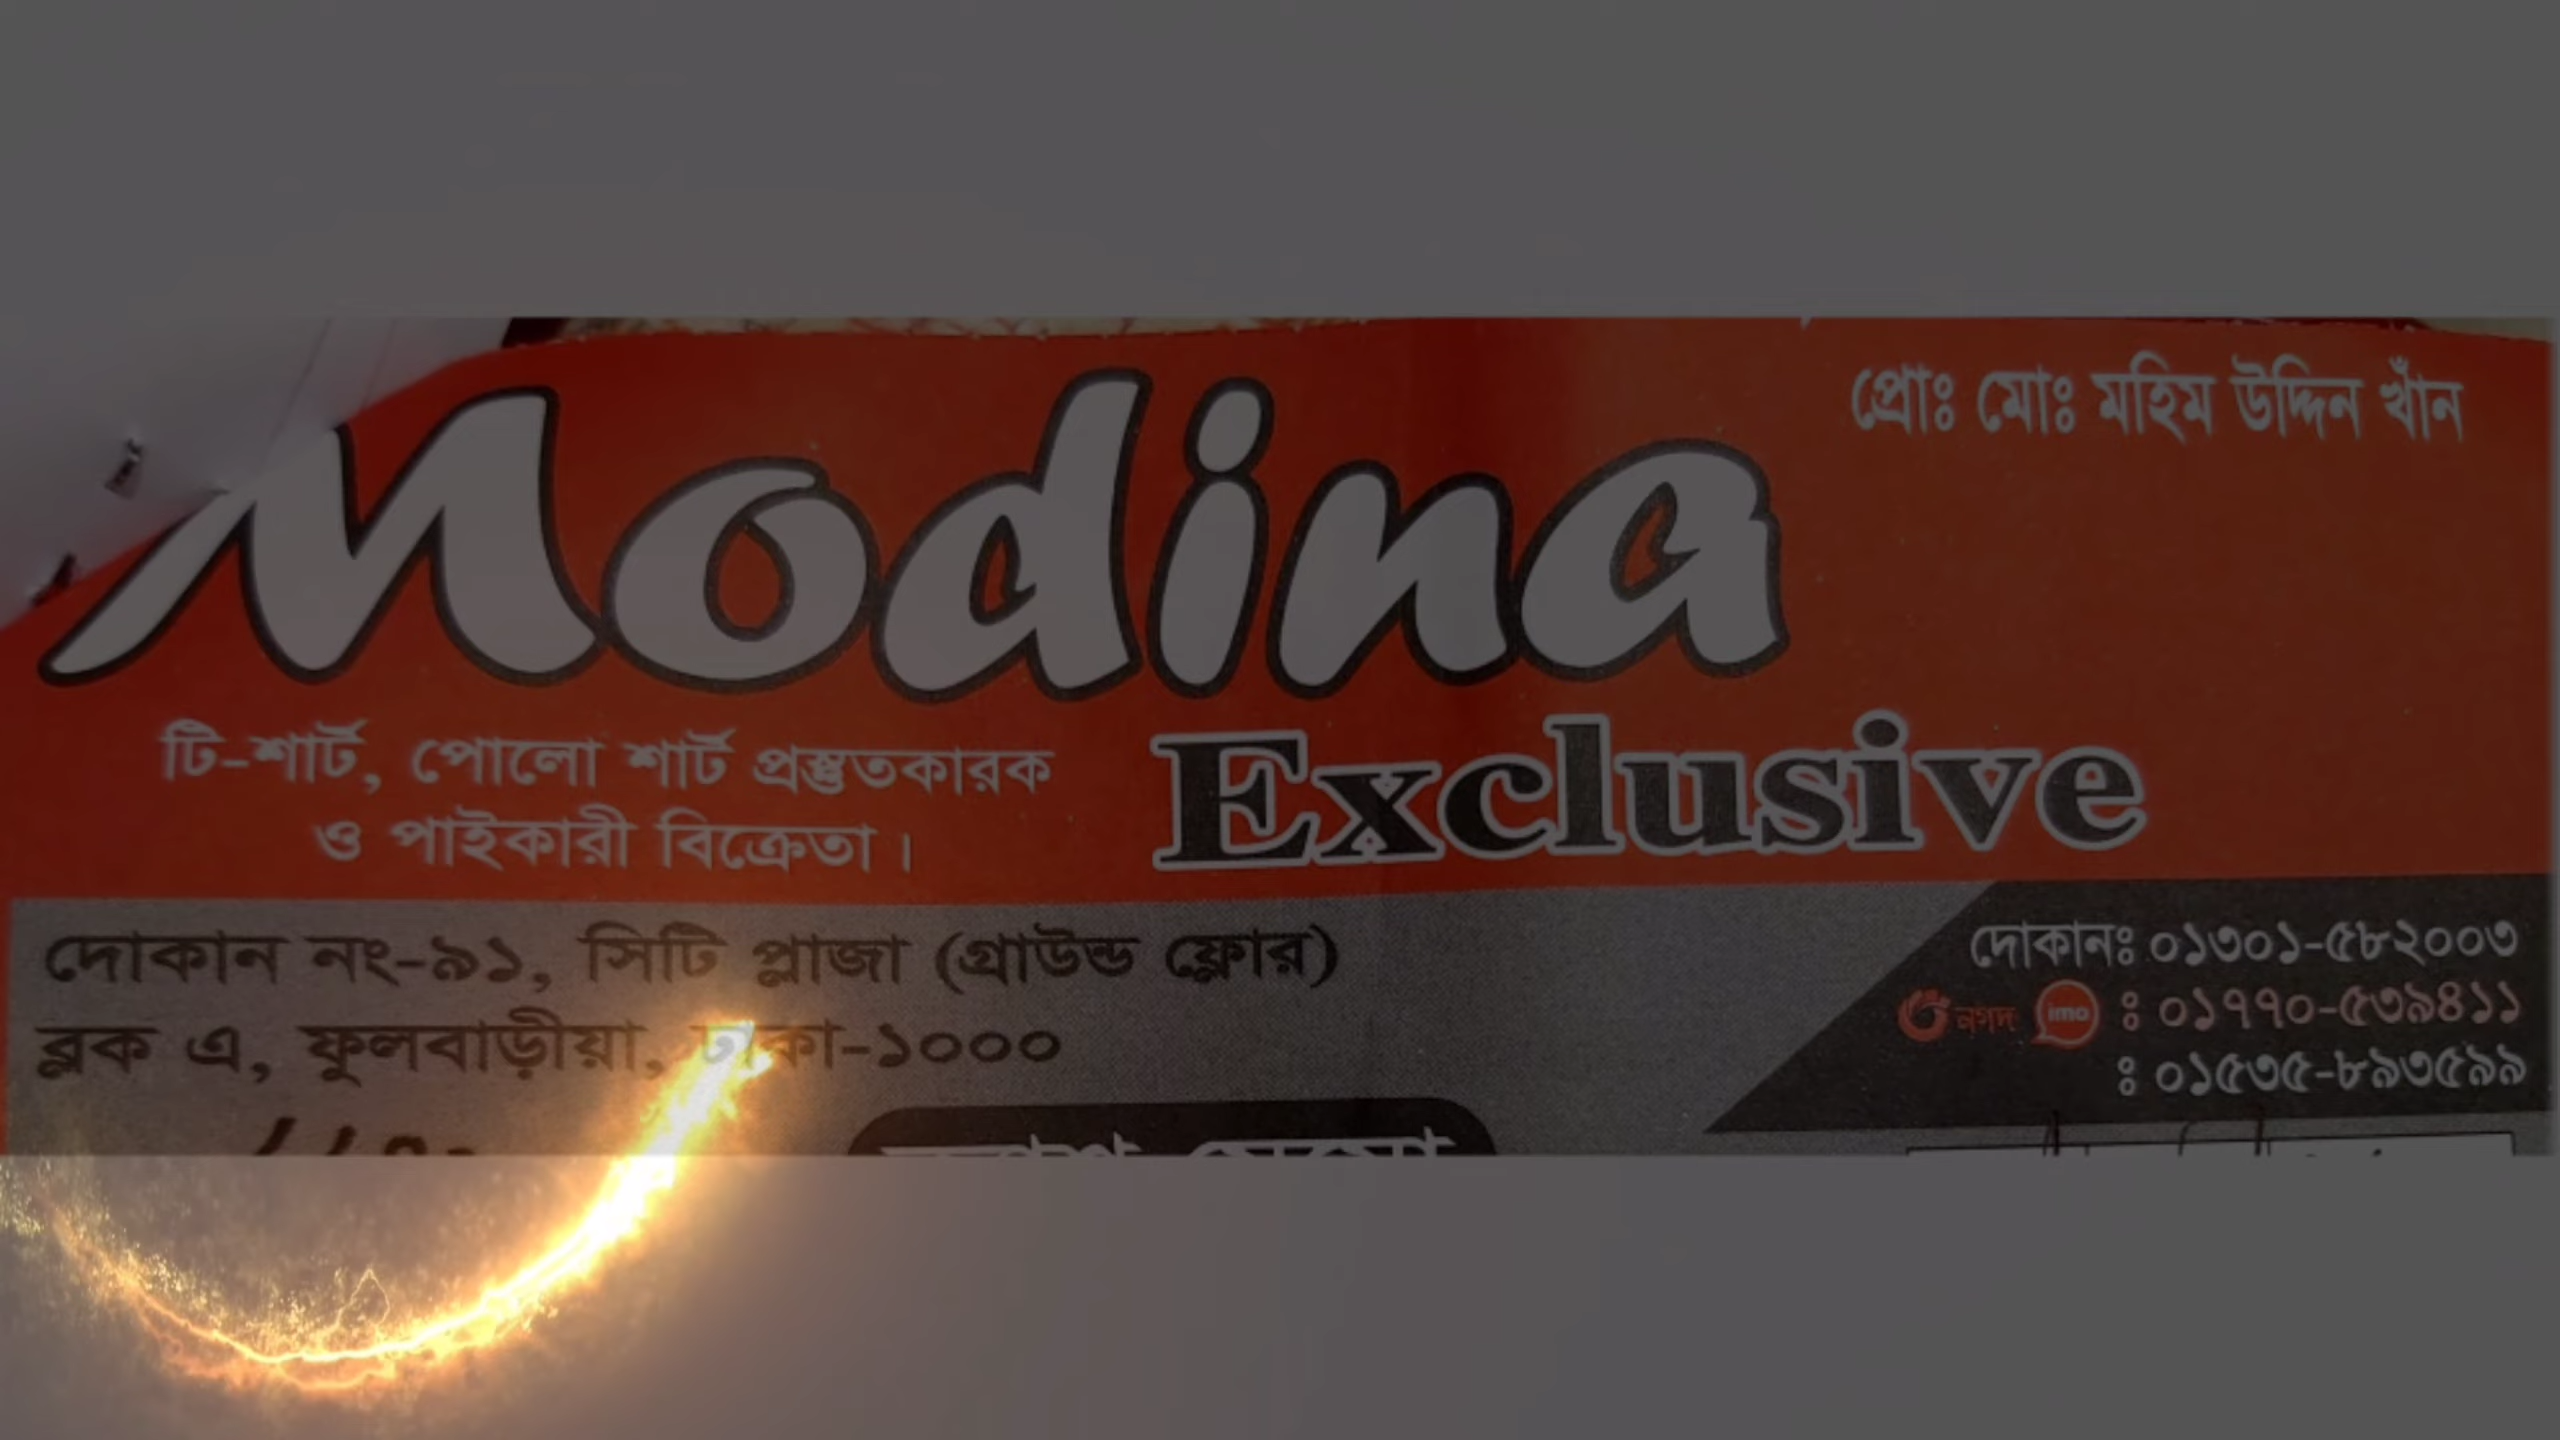 প্রোঃ মোঃ মহিম উদ্দিন খাঁন
Modina
Exclusive
টি-শার্ট, পোলো শার্ট প্রস্তুতকারক
ও পাইকারী বিক্রেতা।
দোকান নং-৯১, সিটি প্লাজা (গ্রাউন্ড ফ্লোর)
ব্লক এ, ফুলবাড়ীয়া, ঢাকা-১০০০
দোকানঃ ০১৩০১-৫৮২০০৩
নগদ imo : ০১৭৭০-৫৩৯৪১১
: ০১৫৩৫-৮৯৩৫৯৯